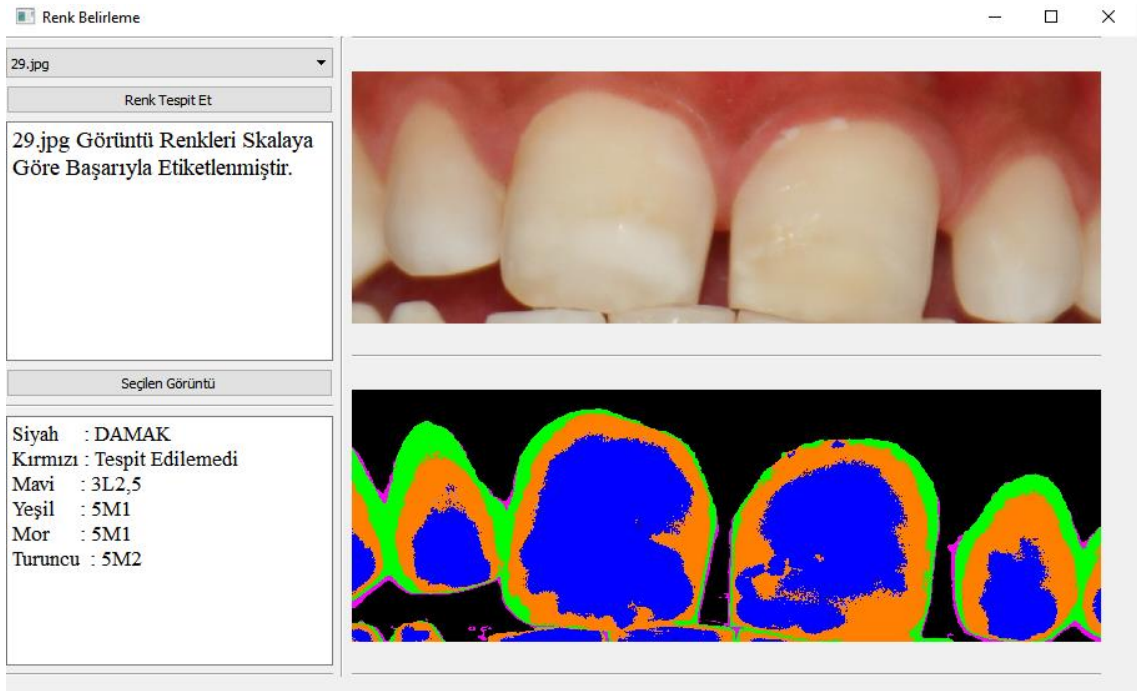 Renk Belirleme
29.jpg
Renk Tespit Et
29.jpg Görüntü Renkleri Skalaya
Göre Başarıyla Etiketlenmiştir.
Seçilen Görüntü
Siyah : DAMAK
Kırmızı : Tespit Edilemedi
Mavi : 3L2,5
Yeşil : 5M1
Mor : 5M1
Turuncu : 5M2